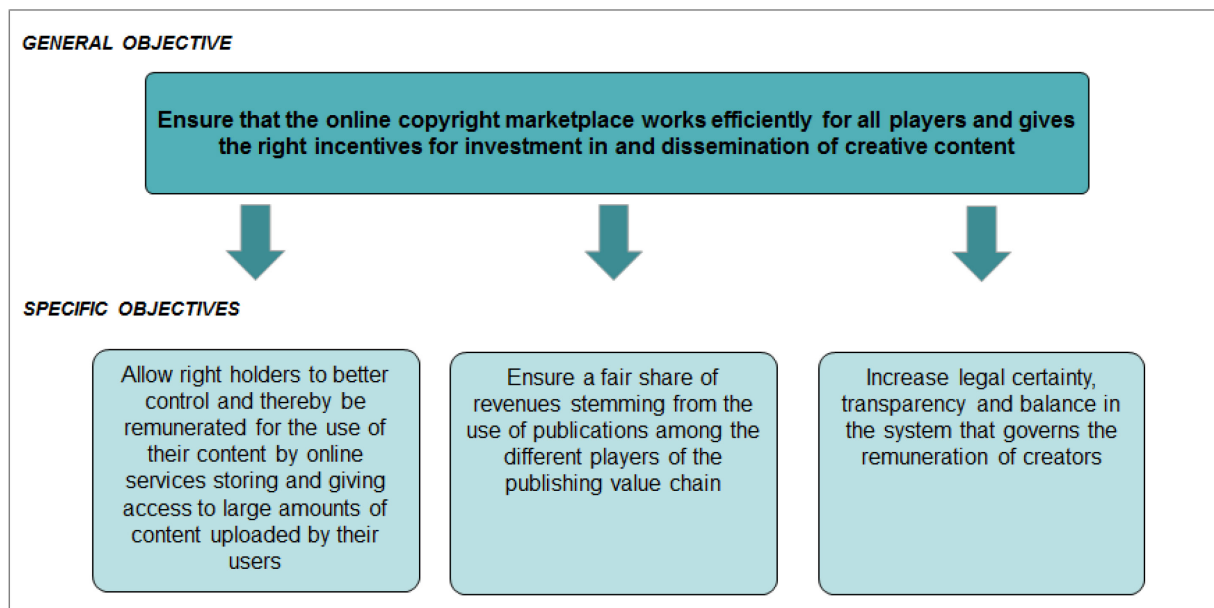 GENERAL OBJECTIVE
Ensure that the online copyright marketplace works efficiently for all players and gives
the right incentives for investment in and dissemination of creative content
SPECIFIC OBJECTIVES
Allow right holders to better
control and thereby be
remunerated for the use of
their content by online
services storing and giving
access to large amounts of
content uploaded by their
users
Ensure a fair share of
revenues stemming from the
use of publications among the
different players of the
publishing value chain
Increase legal certainty,
transparency and balance in
the system that governs the
remuneration of creators